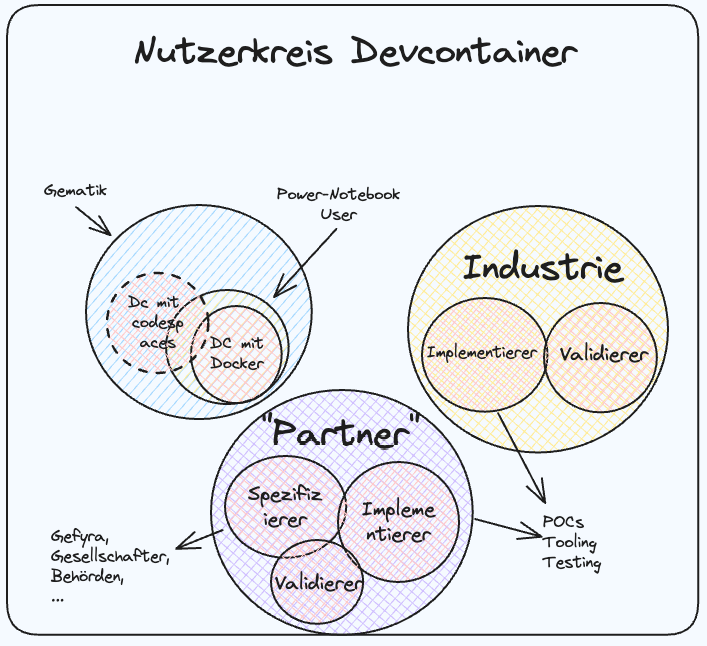 Nutzerkreis Devcontainer
Gematik
Power-Notebook
User
Dc mit
codesp
aces
DC mit
Docker
Industrie
Implementierer
Validierer
"Partner"
Spezifiz
ierer
Impleme
ntierer
Validierer
Gefyra,
Gesellschafter,
Behörden,
...
POCs
Tooling
Testing